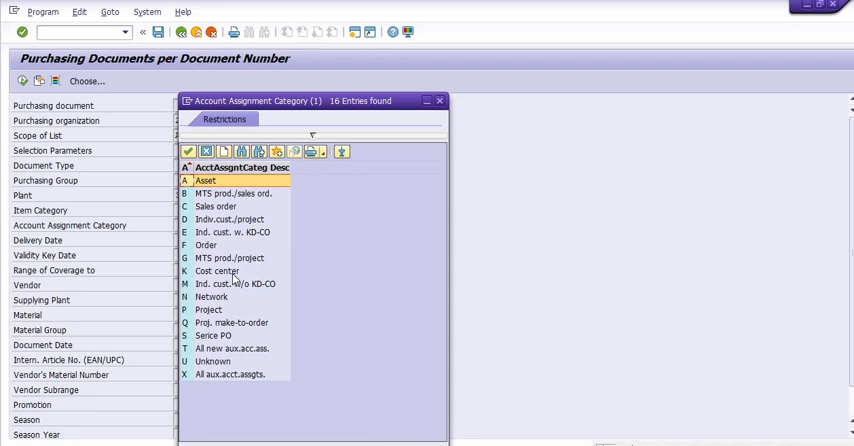 Program Edit Goto System Help
Purchasing Documents per Document Number
Choose...
Account Assignment Category (1) 16 Entries found
Restrictions
A AcctAssgntCateg Desc
A Asset
B MTS prod./sales ord.
C Sales order
D Indiv.cust./project
E Ind. cust. w. KD-CO
F Order
G MTS prod./project
K Cost center
M Ind. cust. w/o KD-CO
N Network
P Project
Q Proj. make-to-order
S Serice PO
T All new aux.acc.ass.
U Unknown
X All aux.acct.assgts.
Purchasing document
Purchasing organization
Scope of List
Selection Parameters
Document Type
Purchasing Group
Plant
Item Category
Account Assignment Category
Delivery Date
Validity Key Date
Range of Coverage to
Vendor
Supplying Plant
Material
Material Group
Document Date
Intern. Article No. (EAN/UPC)
Vendor's Material Number
Vendor Subrange
Promotion
Season
Season Year